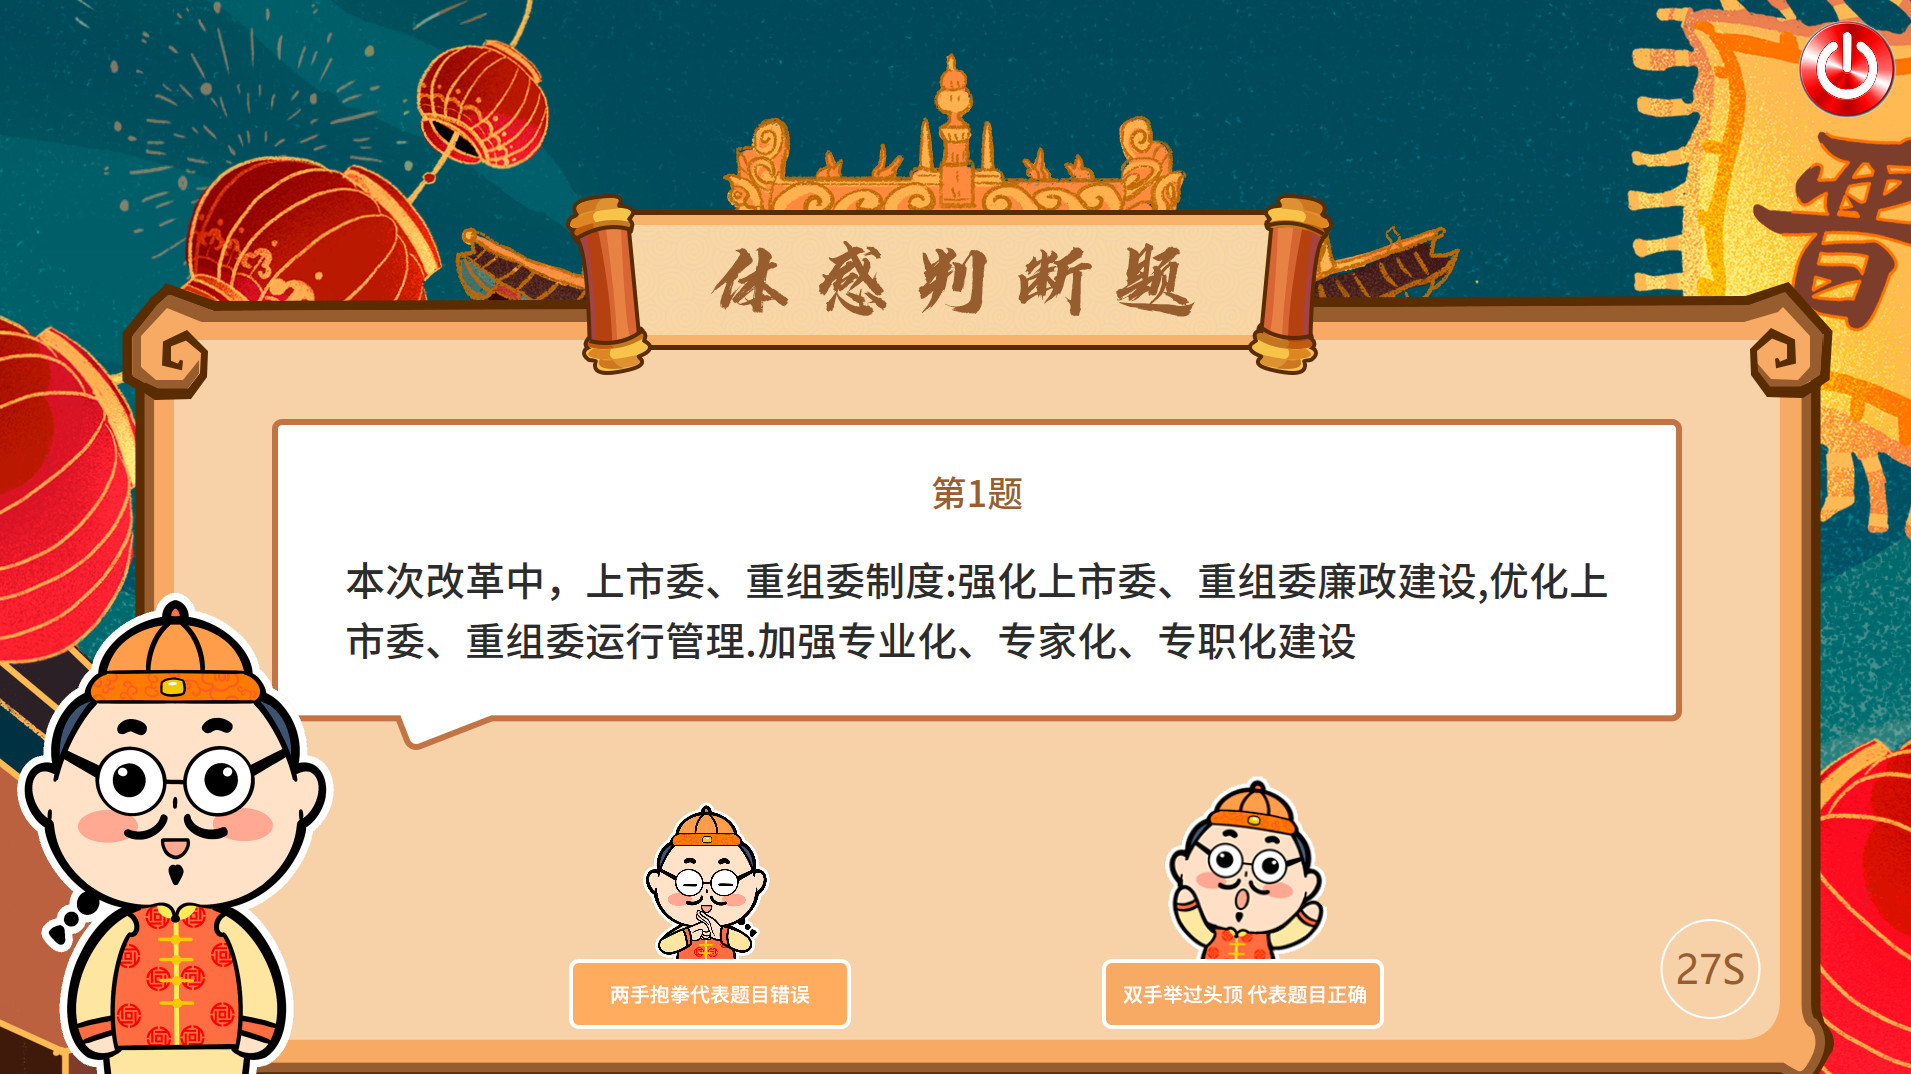 晋
体感判断题
第1题
本次改革中，上市委、重组委制度:强化上市委、重组委廉政建设,优化上
市委、重组委运行管理.加强专业化、专家化、专职化建设
两手抱拳代表题目错误
双手举过头顶 代表题目正确
27S